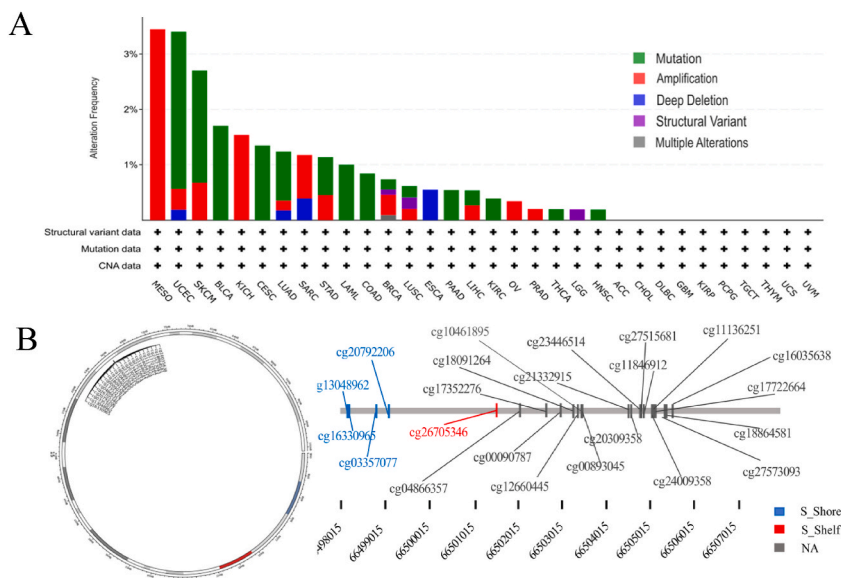 A
3%
2%
1%
Alteration Frequency
Mutation
Amplification
Deep Deletion
Structural Variant
Multiple Alterations
Structural variant data
Mutation data
CNA data
MESO
UCEC
SKCM
BLCA
KICH
CESC
LUAD
SARC
STAD
LAML
COAD
BRCA
LUSC
ESCA
PAAD
LIHC
KIRC
OV
PRAD
THCA
LGG
HNSC
ACC
CHOL
DLBC
GBM
KIRP
PCPG
TGCT
THYM
UCS
UVM
B
cg10461895
cg23446514
cg27515681
cg11136251
cg20792206
cg18091264
cg21332915
cg11846912
cg16035638
g13048962
cg17352276
cg17722664
cg16330965
cg26705346
cg20309358
cg18864581
cg03357077
cg00090787
cg00893045
cg27573093
cg04866357
cg12660445
cg24009358
498015
66499015
66500015
66501015
66502015
66503015
66504015
66505015
66506015
66507015
S_Shore
S_Shelf
NA